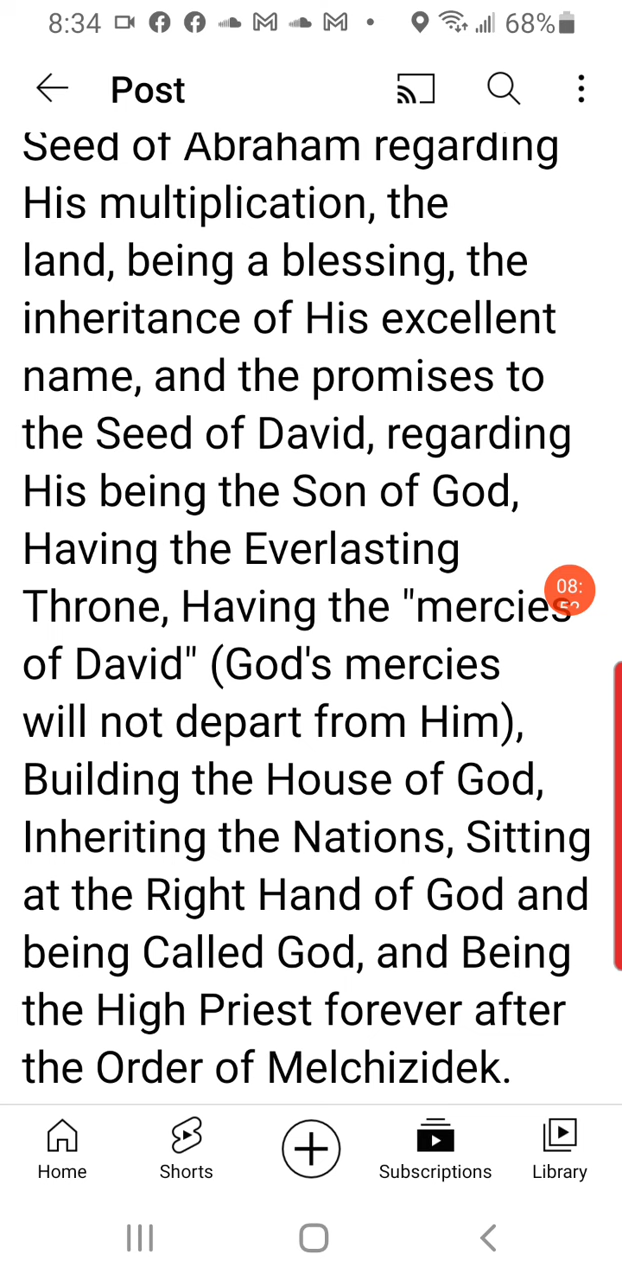 8:34
68%
Post
Seed of Abraham regarding
His multiplication, the
land, being a blessing, the
inheritance of His excellent
name, and the promises to
the Seed of David, regarding
His being the Son of God,
Having the Everlasting
08:
52
Throne, Having the "mercies
of David" (God's mercies
will not depart from Him),
Building the House of God,
Inheriting the Nations, Sitting
at the Right Hand of God and
being Called God, and Being
the High Priest forever after
the Order of Melchizidek.
Home
Shorts
Subscriptions
Library